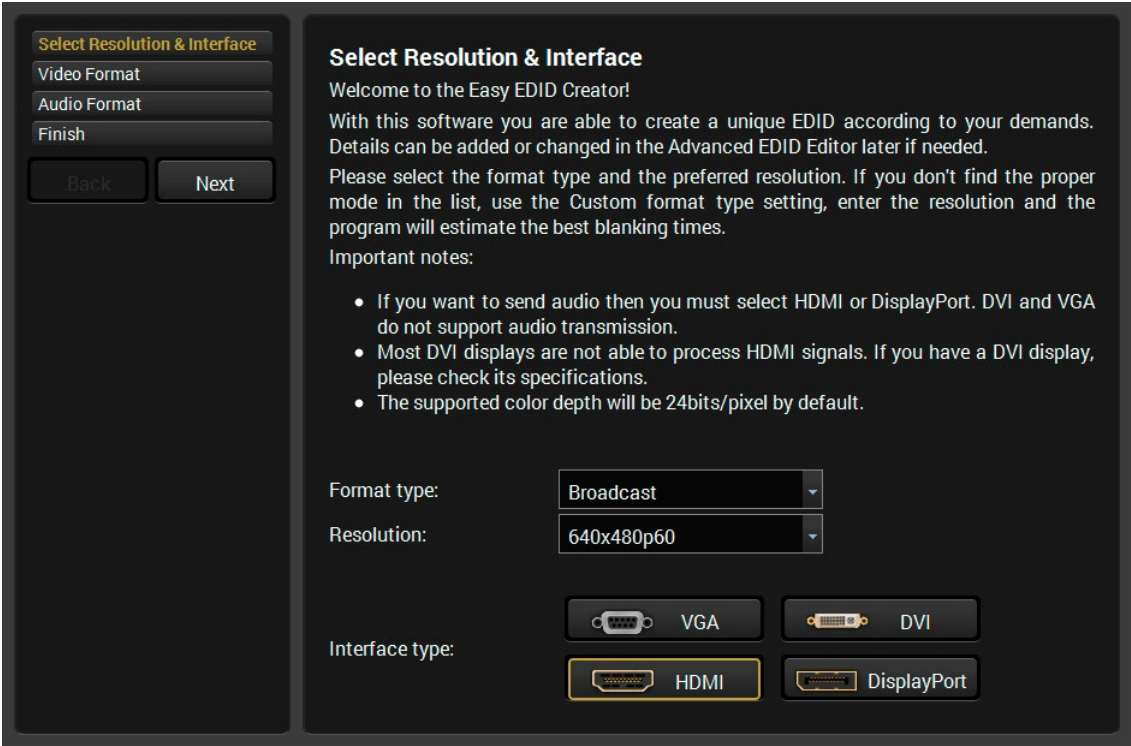 Select Resolution & Interface
Video Format
Audio Format
Finish
Back
Next
Select Resolution & Interface
Welcome to the Easy EDID Creator!
With this software you are able to create a unique EDID according to your demands.
Details can be added or changed in the Advanced EDID Editor later if needed.
Please select the format type and the preferred resolution. If you don't find the proper
mode in the list, use the Custom format type setting, enter the resolution and the
program will estimate the best blanking times.
Important notes:
● If you want to send audio then you must select HDMI or DisplayPort. DVI and VGA
do not support audio transmission.
● Most DVI displays are not able to process HDMI signals. If you have a DVI display,
please check its specifications.
● The supported color depth will be 24bits/pixel by default.
Format type:
Broadcast
Resolution:
640x480p60
Interface type:
VGA
DVI
HDMI
DisplayPort